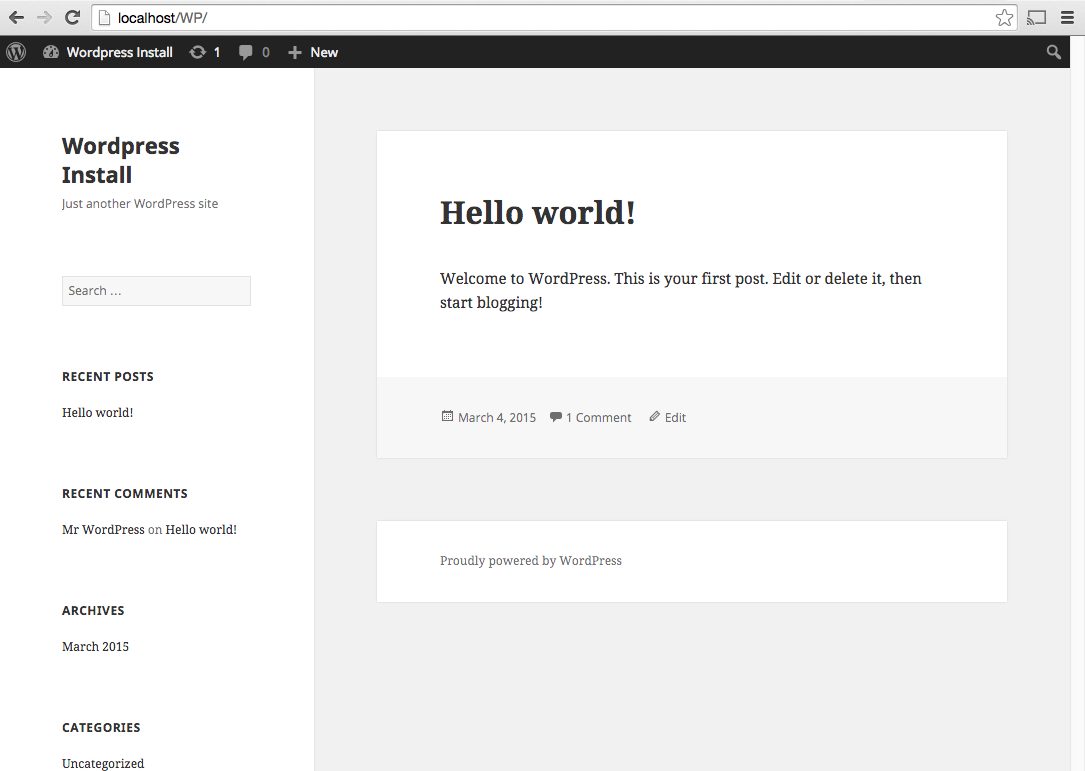 localhost/WP/
Wordpress Install 1 0 New
Wordpress
Install
Just another WordPress site
Search ...
RECENT POSTS
Hello world!
RECENT COMMENTS
Mr WordPress on Hello world!
ARCHIVES
March 2015
CATEGORIES
Uncategorized
Hello world!
Welcome to WordPress. This is your first post. Edit or delete it, then
start blogging!
March 4, 2015 1 Comment Edit
Proudly powered by WordPress